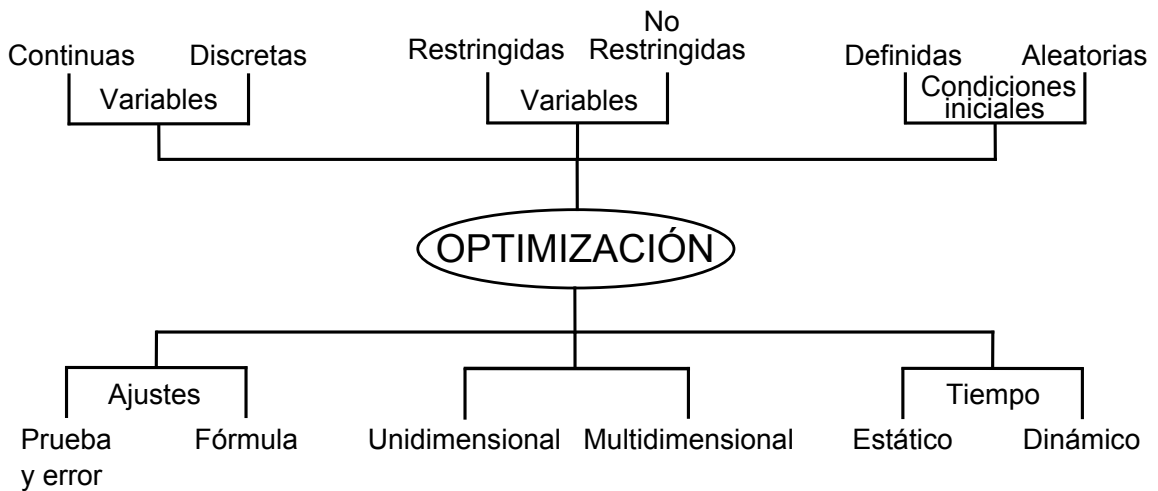 Continuas Discretas
Variables
Restringidas
No
Restringidas
Variables
Definidas Aleatorias
Condiciones
iniciales
OPTIMIZACIÓN
Ajustes
Prueba
y error
Fórmula
Unidimensional Multidimensional
Tiempo
Estático Dinámico